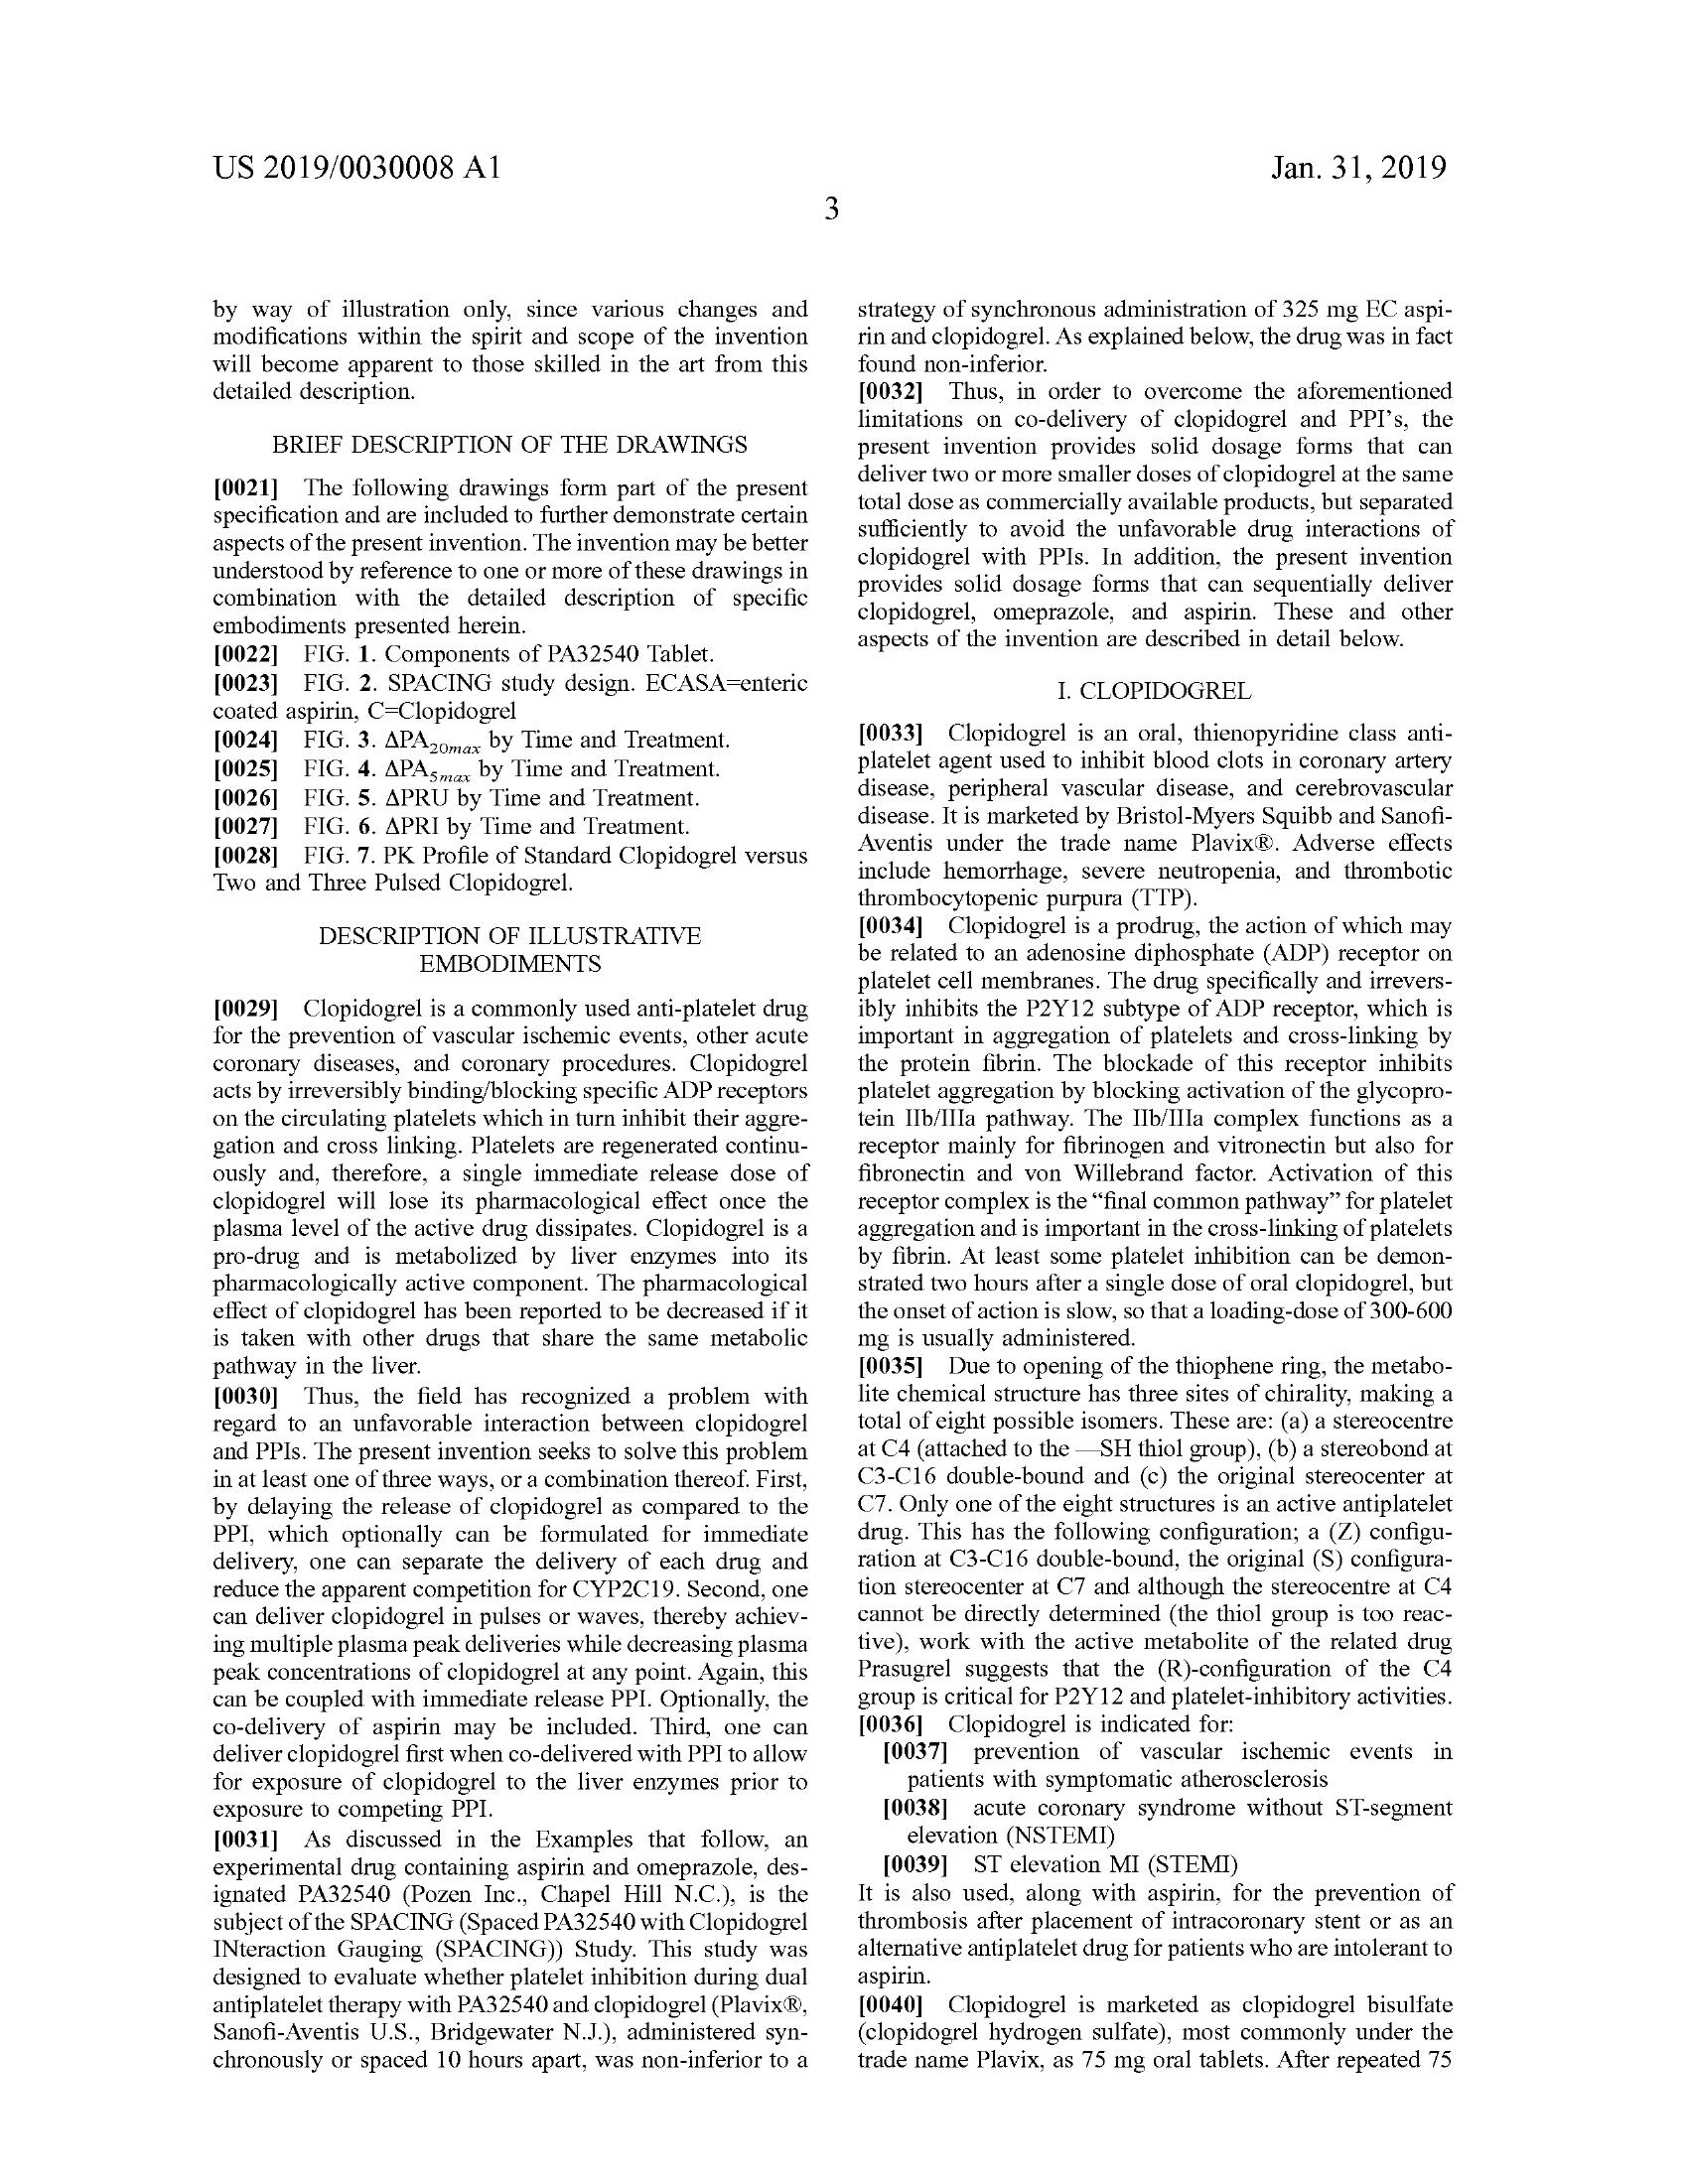 US 2019/0030008 A1
Jan. 31, 2019
3
by way of illustration only, since various changes and
modifications within the spirit and scope of the invention
will become apparent to those skilled in the art from this
detailed description.
BRIEF DESCRIPTION OF THE DRAWINGS
[0021] The following drawings form part of the present
specification and are included to further demonstrate certain
aspects of the present invention. The invention may be better
understood by reference to one or more of these drawings in
combination with the detailed description of specific
embodiments presented herein.
[0022] FIG. 1. Components of PA32540 Tablet.
[0023] FIG. 2. SPACING study design. ECASA=enteric
coated aspirin, C=Clopidogrel
[0024] FIG. 3. ΔPA20max by Time and Treatment.
[0025] FIG. 4. ΔPA5max by Time and Treatment.
[0026] FIG. 5. ΔPRU by Time and Treatment.
[0027] FIG. 6. ΔPRI by Time and Treatment.
[0028] FIG. 7. PK Profile of Standard Clopidogrel versus
Two and Three Pulsed Clopidogrel.
DESCRIPTION OF ILLUSTRATIVE
EMBODIMENTS
[0029] Clopidogrel is a commonly used anti-platelet drug
for the prevention of vascular ischemic events, other acute
coronary diseases, and coronary procedures. Clopidogrel
acts by irreversibly binding/blocking specific ADP receptors
on the circulating platelets which in turn inhibit their aggre-
gation and cross linking. Platelets are regenerated continu-
ously and, therefore, a single immediate release dose of
clopidogrel will lose its pharmacological effect once the
plasma level of the active drug dissipates. Clopidogrel is a
pro-drug and is metabolized by liver enzymes into its
pharmacologically active component. The pharmacological
effect of clopidogrel has been reported to be decreased if it
is taken with other drugs that share the same metabolic
pathway in the liver.
[0030] Thus, the field has recognized a problem with
regard to an unfavorable interaction between clopidogrel
and PPIs. The present invention seeks to solve this problem
in at least one of three ways, or a combination thereof. First,
by delaying the release of clopidogrel as compared to the
PPI, which optionally can be formulated for immediate
delivery, one can separate the delivery of each drug and
reduce the apparent competition for CYP2C19. Second, one
can deliver clopidogrel in pulses or waves, thereby achiev-
ing multiple plasma peak deliveries while decreasing plasma
peak concentrations of clopidogrel at any point. Again, this
can be coupled with immediate release PPI. Optionally, the
co-delivery of aspirin may be included. Third, one can
deliver clopidogrel first when co-delivered with PPI to allow
for exposure of clopidogrel to the liver enzymes prior to
exposure to competing PPI.
[0031] As discussed in the Examples that follow, an
experimental drug containing aspirin and omeprazole, des-
ignated PA32540 (Pozen Inc., Chapel Hill N.C.), is the
subject of the SPACING (Spaced PA32540 with Clopidogrel
INteraction Gauging (SPACING)) Study. This study was
designed to evaluate whether platelet inhibition during dual
antiplatelet therapy with PA32540 and clopidogrel (Plavix®,
Sanofi-Aventis U.S., Bridgewater N.J.), administered syn-
chronously or spaced 10 hours apart, was non-inferior to a
strategy of synchronous administration of 325 mg EC aspi-
rin and clopidogrel. As explained below, the drug was in fact
found non-inferior.
[0032] Thus, in order to overcome the aforementioned
limitations on co-delivery of clopidogrel and PPI's, the
present invention provides solid dosage forms that can
deliver two or more smaller doses of clopidogrel at the same
total dose as commercially available products, but separated
sufficiently to avoid the unfavorable drug interactions of
clopidogrel with PPIs. In addition, the present invention
provides solid dosage forms that can sequentially deliver
clopidogrel, omeprazole, and aspirin. These and other
aspects of the invention are described in detail below.
I. CLOPIDOGREL
[0033] Clopidogrel is an oral, thienopyridine class anti-
platelet agent used to inhibit blood clots in coronary artery
disease, peripheral vascular disease, and cerebrovascular
disease. It is marketed by Bristol-Myers Squibb and Sanofi-
Aventis under the trade name Plavix®. Adverse effects
include hemorrhage, severe neutropenia, and thrombotic
thrombocytopenic purpura (TTP).
[0034] Clopidogrel is a prodrug, the action of which may
be related to an adenosine diphosphate (ADP) receptor on
platelet cell membranes. The drug specifically and irrevers-
ibly inhibits the P2Y12 subtype of ADP receptor, which is
important in aggregation of platelets and cross-linking by
the protein fibrin. The blockade of this receptor inhibits
platelet aggregation by blocking activation of the glycopro-
tein IIb/IIIa pathway. The IIb/IIIa complex functions as a
receptor mainly for fibrinogen and vitronectin but also for
fibronectin and von Willebrand factor. Activation of this
receptor complex is the “final common pathway” for platelet
aggregation and is important in the cross-linking of platelets
by fibrin. At least some platelet inhibition can be demon-
strated two hours after a single dose of oral clopidogrel, but
the onset of action is slow, so that a loading-dose of 300-600
mg is usually administered.
[0035] Due to opening of the thiophene ring, the metabo-
lite chemical structure has three sites of chirality, making a
total of eight possible isomers. These are: (a) a stereocentre
at C4 (attached to the —SH thiol group), (b) a stereobond at
C3-C16 double-bound and (c) the original stereocenter at
C7. Only one of the eight structures is an active antiplatelet
drug. This has the following configuration; a (Z) configu-
ration at C3-C16 double-bound, the original (S) configura-
tion stereocenter at C7 and although the stereocentre at C4
cannot be directly determined (the thiol group is too reac-
tive), work with the active metabolite of the related drug
Prasugrel suggests that the (R)-configuration of the C4
group is critical for P2Y12 and platelet-inhibitory activities.
[0036] Clopidogrel is indicated for:
[0037] prevention of vascular ischemic events in
patients with symptomatic atherosclerosis
[0038] acute coronary syndrome without ST-segment
elevation (NSTEMI)
[0039] ST elevation MI (STEMI)
It is also used, along with aspirin, for the prevention of
thrombosis after placement of intracoronary stent or as an
alternative antiplatelet drug for patients who are intolerant to
aspirin.
[0040] Clopidogrel is marketed as clopidogrel bisulfate
(clopidogrel hydrogen sulfate), most commonly under the
trade name Plavix, as 75 mg oral tablets. After repeated 75